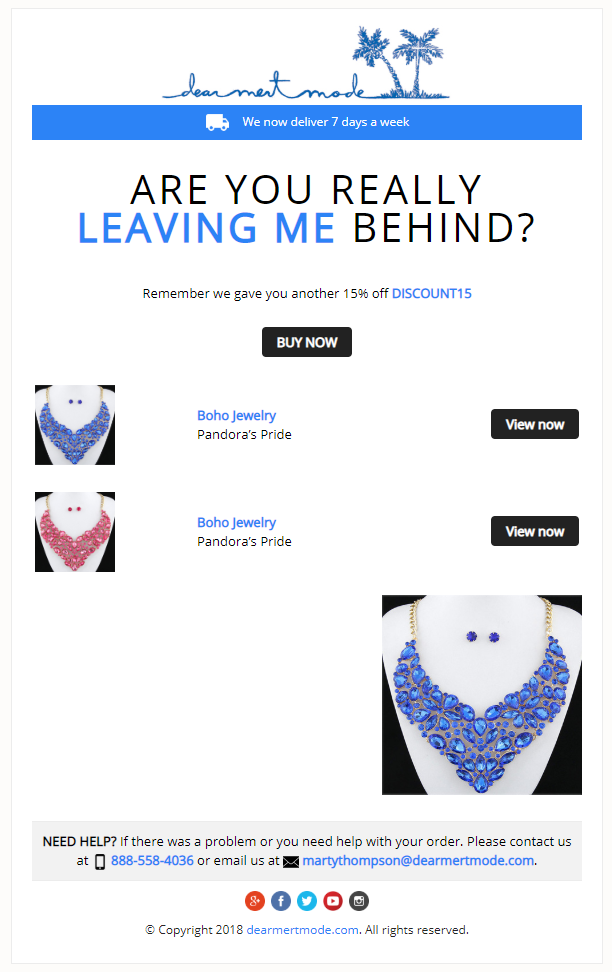 dear mert mode
We now deliver 7 days a week
ARE YOU REALLY
LEAVING ME BEHIND?
Remember we gave you another 15% off DISCOUNT15
BUY NOW
Boho Jewelry
Pandora's Pride
View now
Boho Jewelry
Pandora's Pride
View now
NEED HELP? If there was a problem or you need help with your order. Please contact us
at 888-558-4036 or email us at martythompson@dearmertmode.com.
g+ f
© Copyright 2018 dearmertmode.com. All rights reserved.